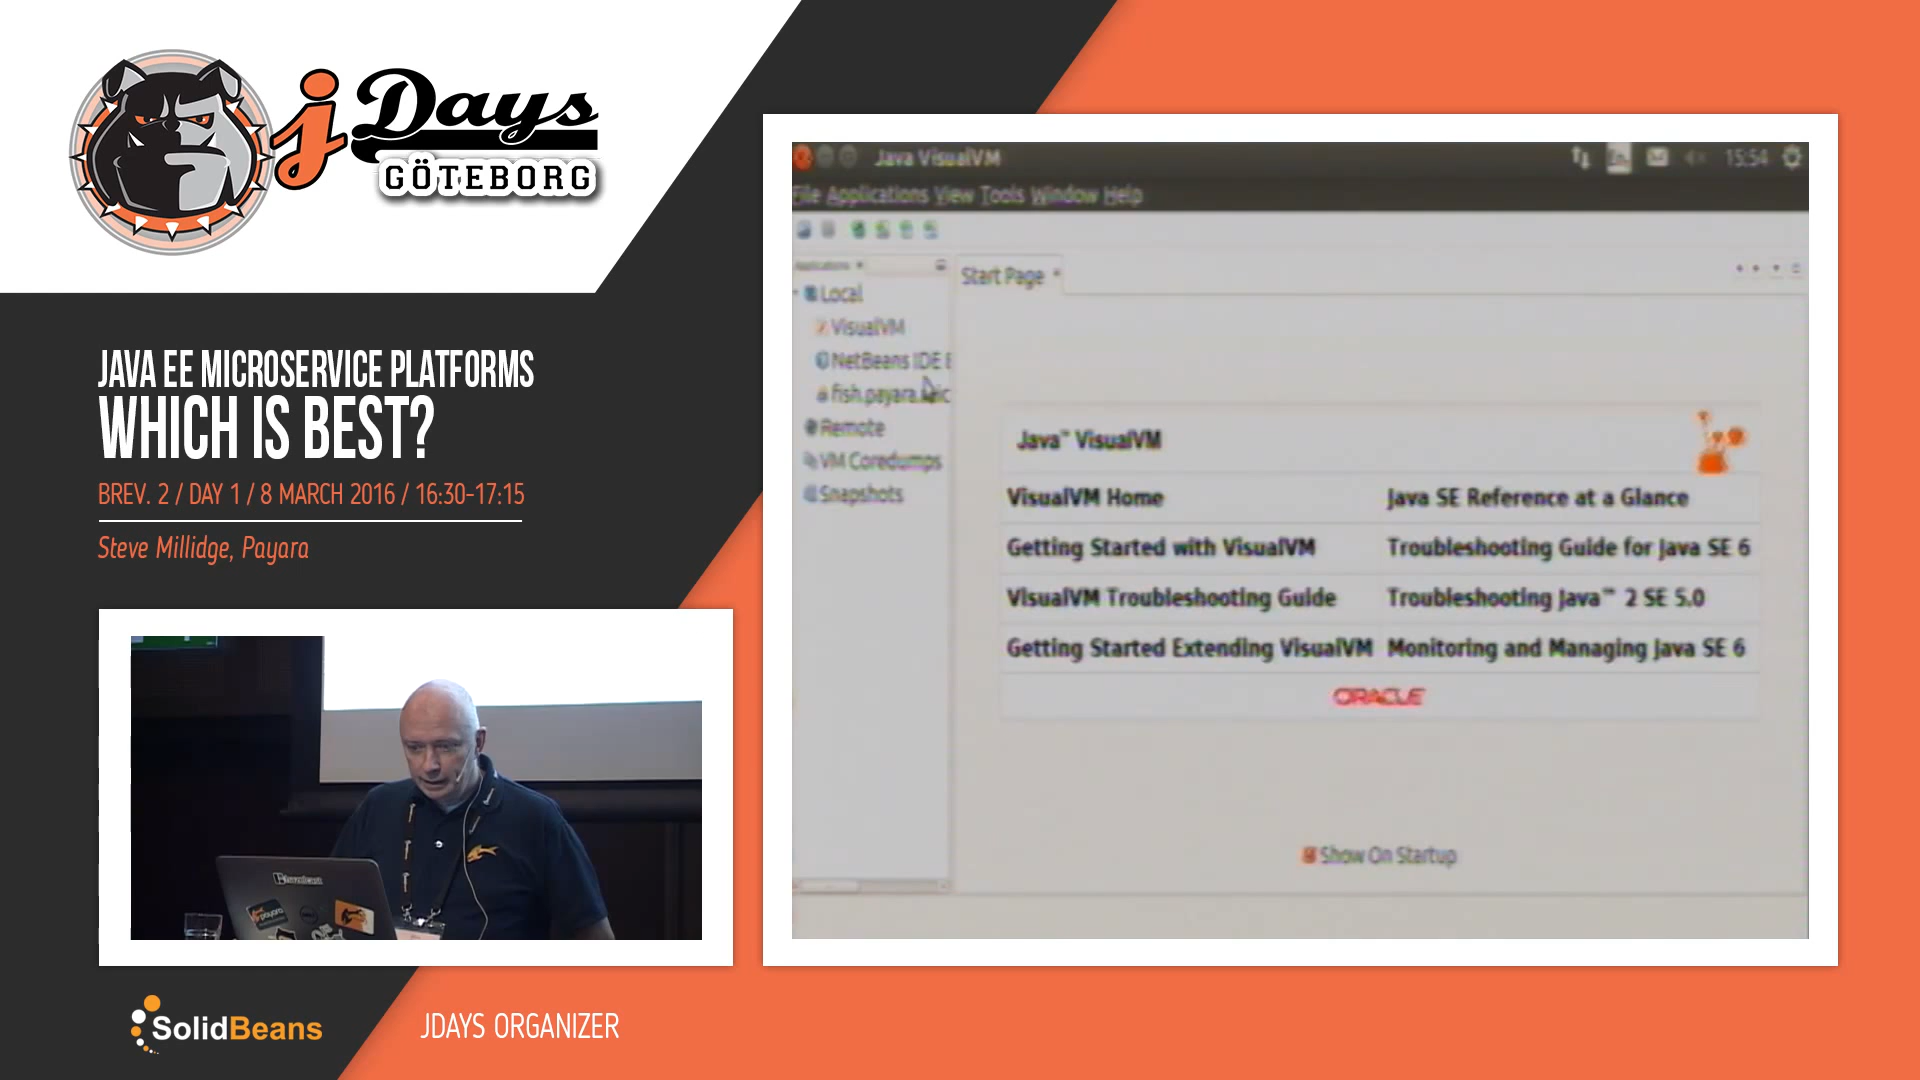 jDays
GÖTEBORG
JAVA EE MICROSERVICE PLATFORMS
WHICH IS BEST?
BREV. 2 / DAY 1 / 8 MARCH 2016 / 16:30-17:15
Steve Millidge, Payara
payara
SolidBeans
JDAYS ORGANIZER
Java VisualVM
15:54
File Applications View Tools Window Help
Applications
Start Page
Local
VisualVM
NetBeans IDE
fish.payara.
Remote
VM Coredumps
Snapshots
Java™ VisualVM
VisualVM Home
Java SE Reference at a Glance
Getting Started with VisualVM
Troubleshooting Guide for Java SE 6
VisualVM Troubleshooting Guide
Troubleshooting Java™ 2 SE 5.0
Getting Started Extending VisualVM
Monitoring and Managing Java SE 6
ORACLE
Show On Startup